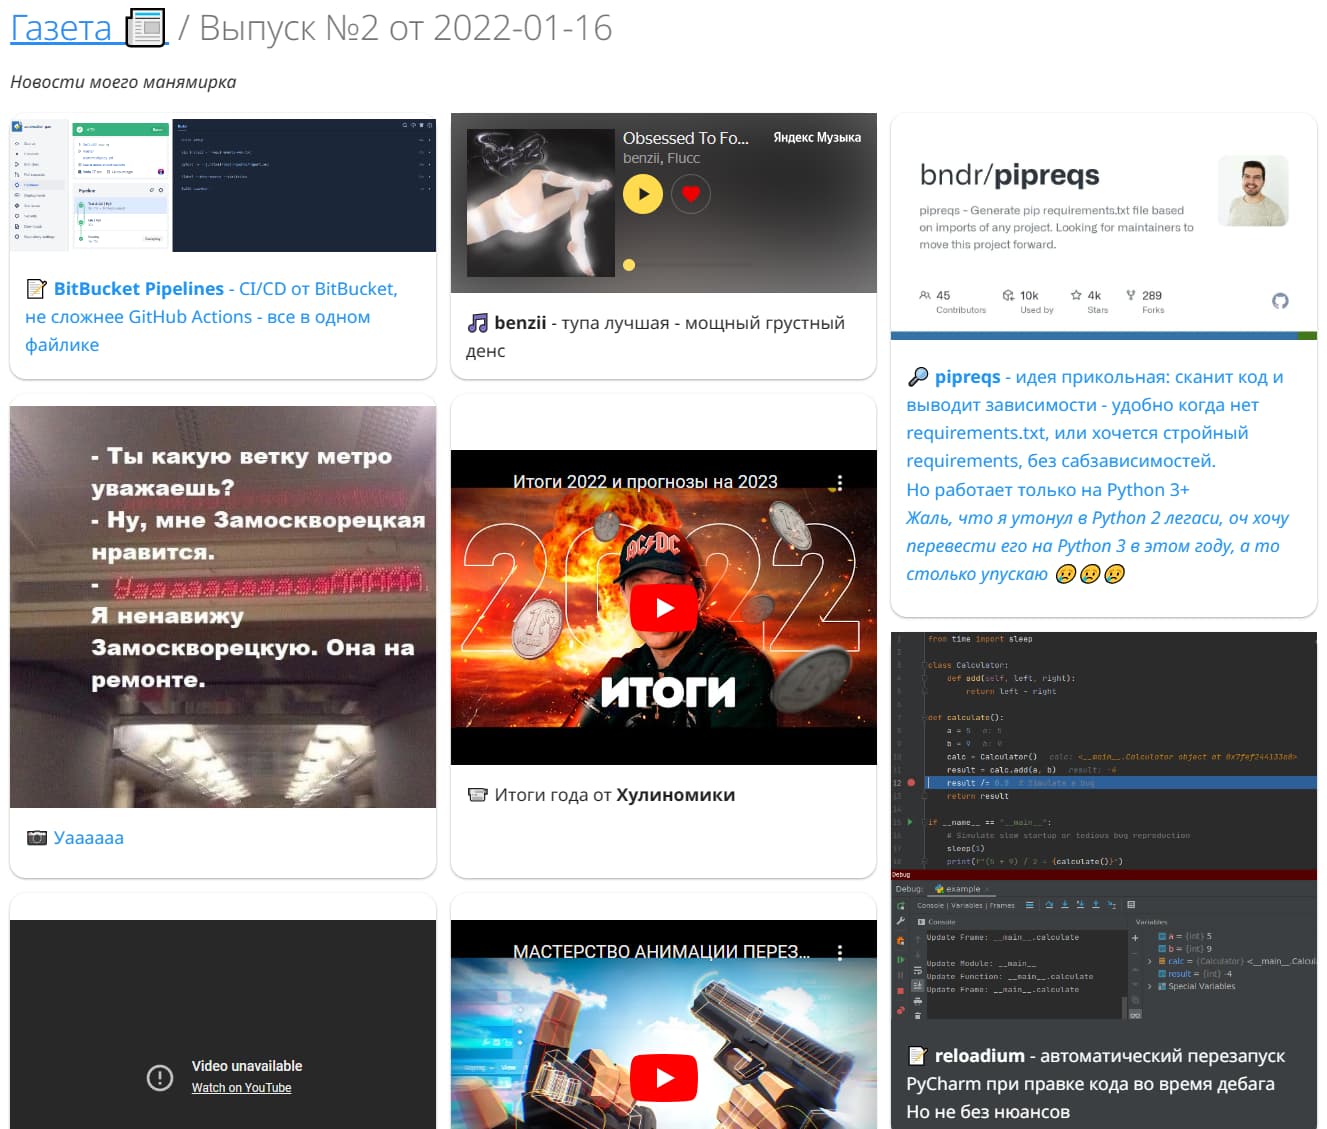 Газета / Выпуск №2 от 2022-01-16
Новости моего манямирка
Pipeline
BitBucket Pipelines - CI/CD от BitBucket,
не сложнее GitHub Actions - все в одном
файлике
Obsessed To Fo...
Яндекс Музыка
benzii, Flucc
benzii - тупа лучшая - мощный грустный
денс
bndr/pipreqs
pipreqs - Generate pip requirements.txt file based
on imports of any project. Looking for maintainers to
move this project forward.
45
Contributors
10k
Used by
4k
Stars
289
Forks
pipreqs - идея прикольная: сканит код и
выводит зависимости - удобно когда нет
requirements.txt, или хочется стройный
requirements, без сабзависимостей.
Но работает только на Python 3+
Жаль, что я утонул в Python 2 легаси, оч хочу
перевести его на Python 3 в этом году, а то
столько упускаю
- Ты какую ветку метро
уважаешь?
- Ну, мне Замоскворецкая
нравится.
-
Я ненавижу
Замоскворецкую. Она на
ремонте.
Уаааааа
Итоги 2022 и прогнозы на 2023
2022
AC/DC
ИТОГИ
Итоги года от Хулиномики
from time import sleep
class Calculator:
def add(self, left, right):
return left - right
def calculate():
a = 5 a: 5
b = 9 b: 9
calc = Calculator() calc: <__main__.Calculator object at 0x7fef244133a0>
result = calc.add(a, b) result: -4
12 result /= 0.0 # Simulate a bug
return result
if __name__ == "__main__":
# Simulate slow startup or tedious bug reproduction
sleep(1)
print(f"(5 + 9) / 2 = {calculate()}")
Debug
Debug: example
Console | Variables | Frames
Console
Variables
Update Frame: __main__.calculate
Update Module: __main__
Update Function: __main__.calculate
Update Frame: __main__.calculate
a = {int} 5
b = {int} 9
calc = {Calculator} <__main__.Calcul
result = {int} -4
Special Variables
reloadium - автоматический перезапуск
PyCharm при правке кода во время дебага
Но не без нюансов
Video unavailable
Watch on YouTube
МАСТЕРСТВО АНИМАЦИИ ПЕРЕЗ...